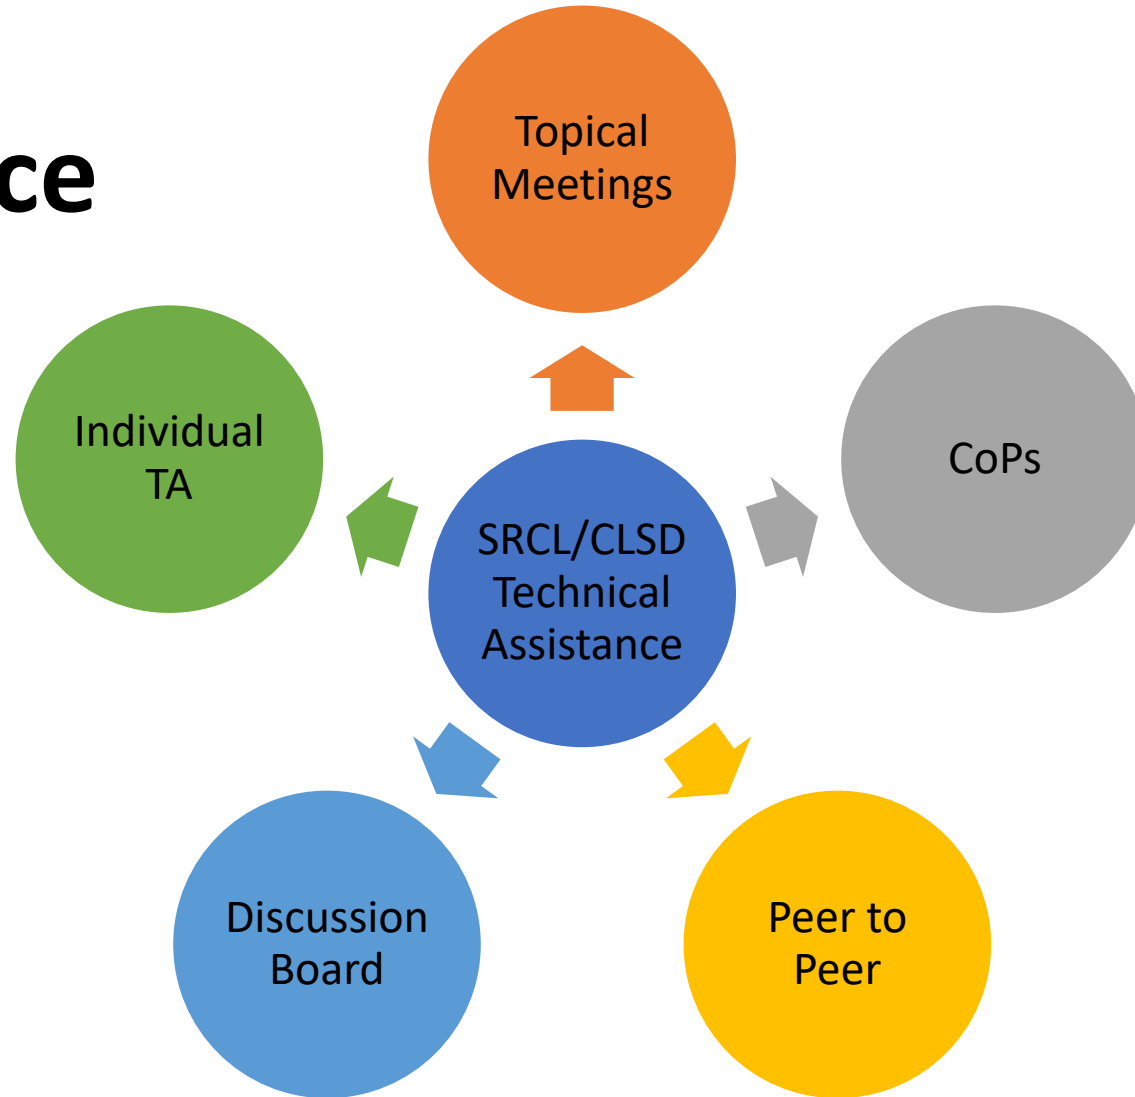 ce
Topical
Meetings
Individual
TA
CoPs
SRCL/CLSD
Technical
Assistance
Discussion
Board
Peer to
Peer